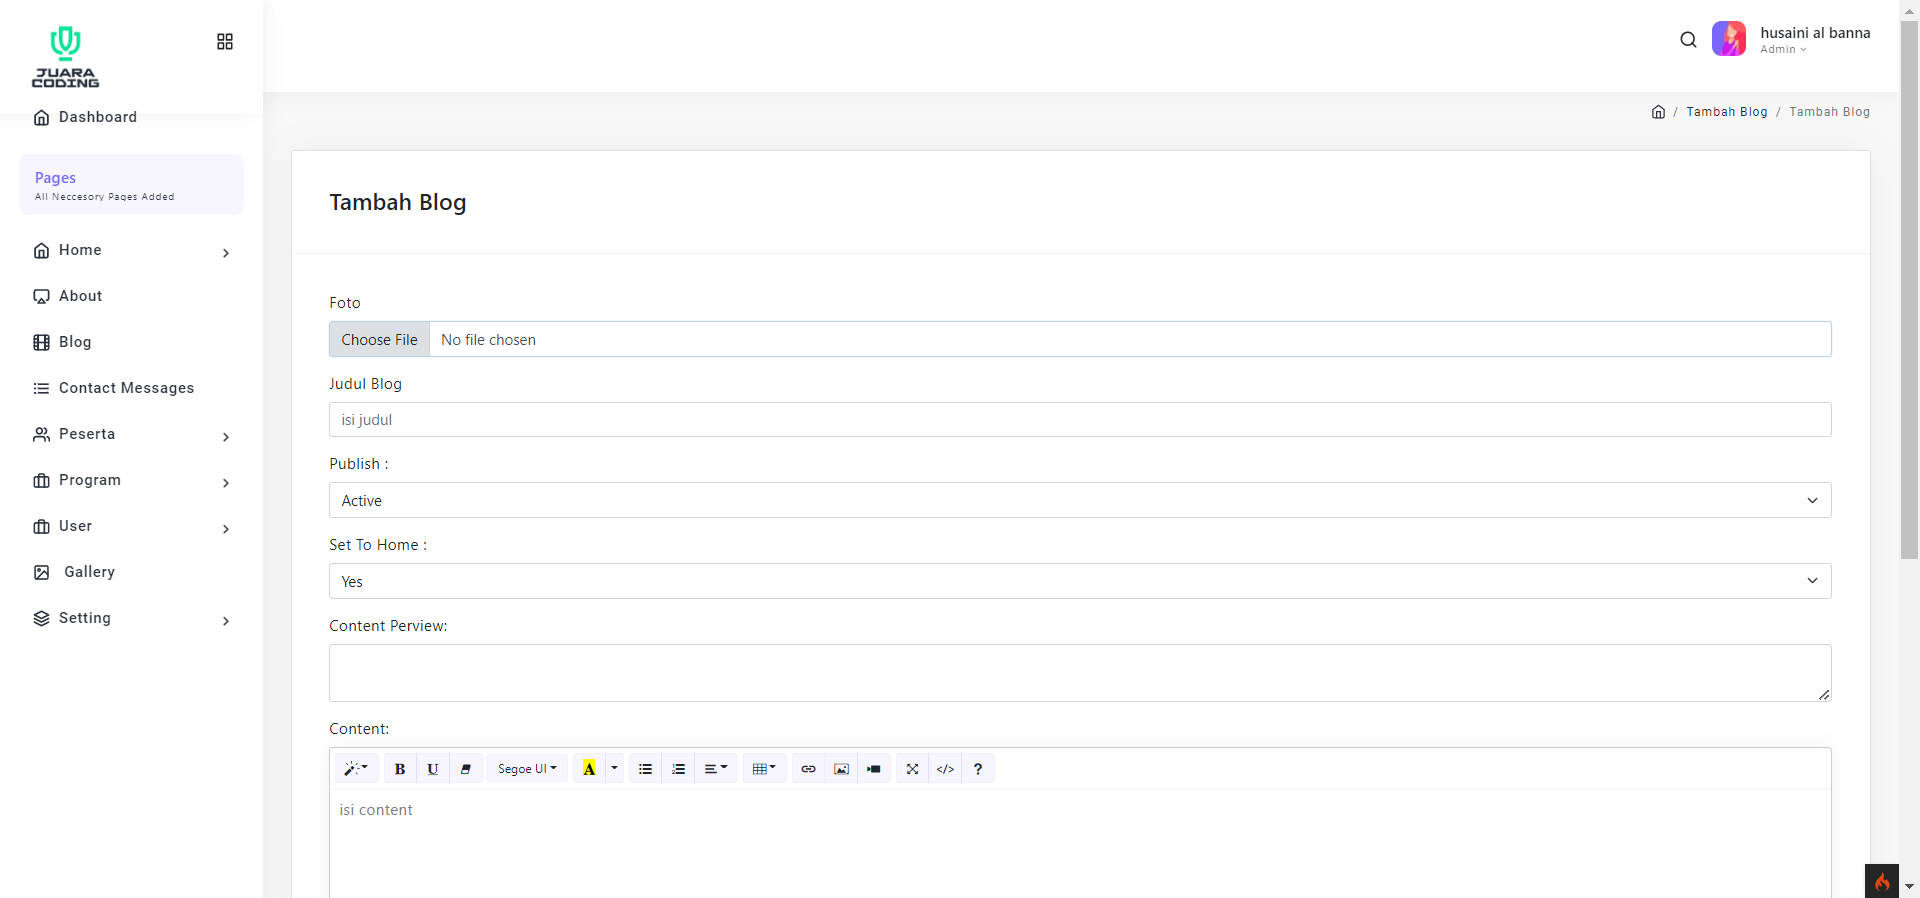 JUARA
CODING
husaini al banna
Admin
Dashboard
/ Tambah Blog / Tambah Blog
Pages
All Neccesory Pages Added
Tambah Blog
Home
About
Blog
Contact Messages
Peserta
Program
User
Gallery
Setting
Foto
Choose File No file chosen
Judul Blog
isi judul
Publish :
Active
Set To Home :
Yes
Content Perview:
Content:
B U Segoe UI A </> ?
isi content